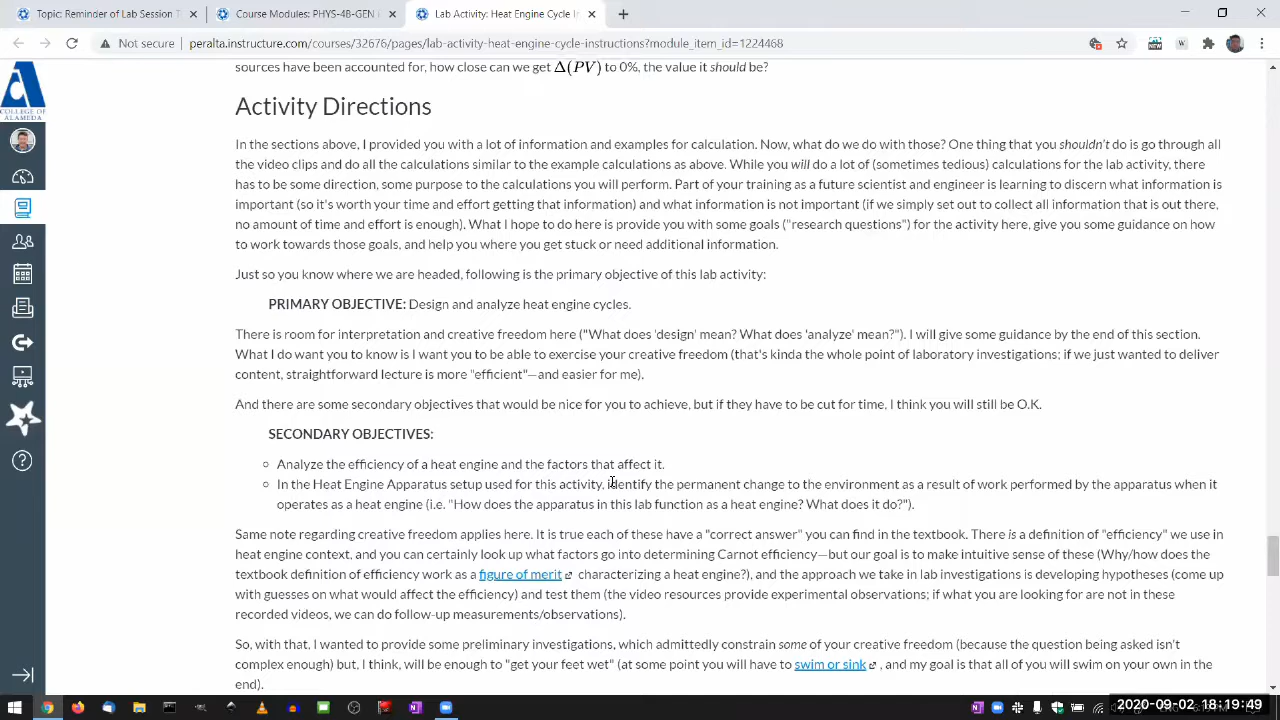 Topic: Reminder of Lab Session T
Course Modules: PHYS-4B-GEN
Lab Activity: Heat Engine Cycle I
Not secure
peralta.instructure.com/courses/32676/pages/lab-activity-heat-engine-cycle-instructions?module_item_id=1224468
COLLEGE OF
ALAMEDA
sources have been accounted for, how close can we get Δ(PV) to 0%, the value it should be?
Activity Directions
In the sections above, I provided you with a lot of information and examples for calculation. Now, what do we do with those? One thing that you shouldn't do is go through all
the video clips and do all the calculations similar to the example calculations as above. While you will do a lot of (sometimes tedious) calculations for the lab activity, there
has to be some direction, some purpose to the calculations you will perform. Part of your training as a future scientist and engineer is learning to discern what information is
important (so it's worth your time and effort getting that information) and what information is not important (if we simply set out to collect all information that is out there,
no amount of time and effort is enough). What I hope to do here is provide you with some goals ("research questions") for the activity here, give you some guidance on how
to work towards those goals, and help you where you get stuck or need additional information.
Just so you know where we are headed, following is the primary objective of this lab activity:
PRIMARY OBJECTIVE: Design and analyze heat engine cycles.
There is room for interpretation and creative freedom here ("What does 'design' mean? What does 'analyze' mean?"). I will give some guidance by the end of this section.
What I do want you to know is I want you to be able to exercise your creative freedom (that's kinda the whole point of laboratory investigations; if we just wanted to deliver
content, straightforward lecture is more "efficient"—and easier for me).
And there are some secondary objectives that would be nice for you to achieve, but if they have to be cut for time, I think you will still be O.K.
SECONDARY OBJECTIVES:
Analyze the efficiency of a heat engine and the factors that affect it.
In the Heat Engine Apparatus setup used for this activity, identify the permanent change to the environment as a result of work performed by the apparatus when it
operates as a heat engine (i.e. "How does the apparatus in this lab function as a heat engine? What does it do?").
Same note regarding creative freedom applies here. It is true each of these have a "correct answer" you can find in the textbook. There is a definition of "efficiency" we use in
heat engine context, and you can certainly look up what factors go into determining Carnot efficiency—but our goal is to make intuitive sense of these (Why/how does the
textbook definition of efficiency work as a figure of merit characterizing a heat engine?), and the approach we take in lab investigations is developing hypotheses (come up
with guesses on what would affect the efficiency) and test them (the video resources provide experimental observations; if what you are looking for are not in these
recorded videos, we can do follow-up measurements/observations).
So, with that, I wanted to provide some preliminary investigations, which admittedly constrain some of your creative freedom (because the question being asked isn't
complex enough) but, I think, will be enough to "get your feet wet" (at some point you will have to swim or sink , and my goal is that all of you will swim on your own in the
end).
2020-09-02 18:19:49